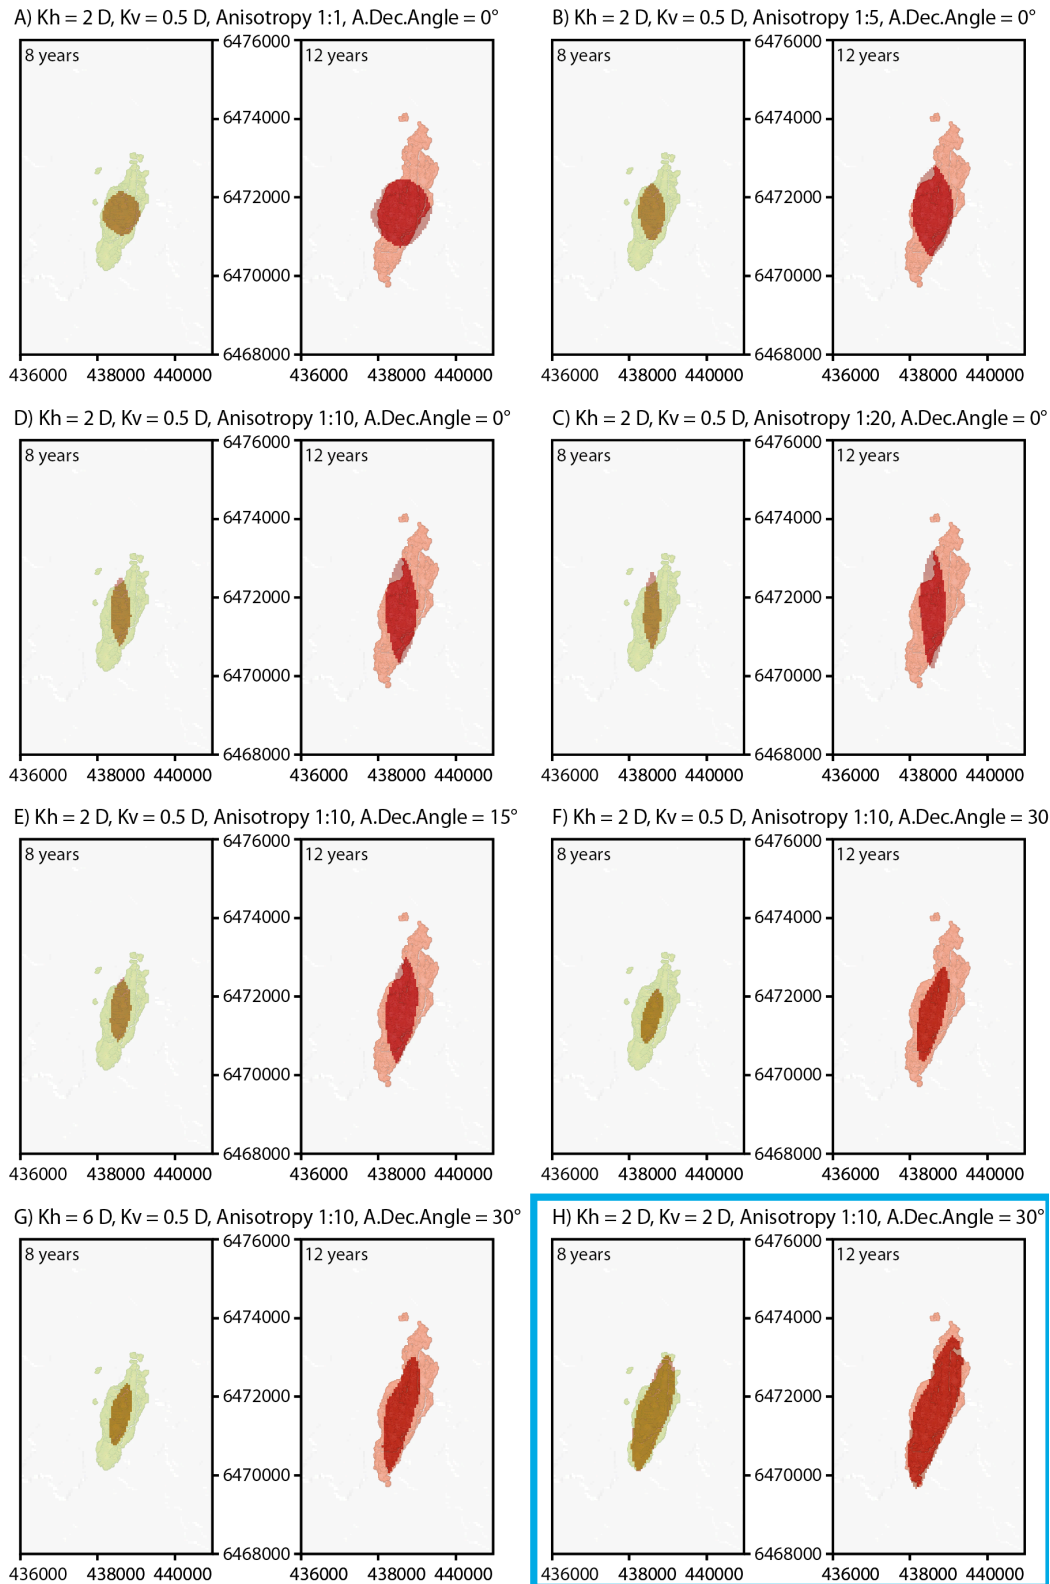 A) Kh = 2 D, Kv = 0.5 D, Anisotropy 1:1, A.Dec.Angle = 0°
8 years
12 years
6476000
6474000
6472000
6470000
6468000
436000 438000 440000
438000 440000
B) Kh = 2 D, Kv = 0.5 D, Anisotropy 1:5, A.Dec.Angle = 0°
8 years
12 years
6476000
6474000
6472000
6470000
6468000
436000 438000 440000
438000 440000
D) Kh = 2 D, Kv = 0.5 D, Anisotropy 1:10, A.Dec.Angle = 0°
8 years
12 years
6476000
6474000
6472000
6470000
6468000
436000 438000 440000
438000 440000
C) Kh = 2 D, Kv = 0.5 D, Anisotropy 1:20, A.Dec.Angle = 0°
8 years
12 years
6476000
6474000
6472000
6470000
6468000
436000 438000 440000
438000 440000
E) Kh = 2 D, Kv = 0.5 D, Anisotropy 1:10, A.Dec.Angle = 15°
8 years
12 years
6476000
6474000
6472000
6470000
6468000
436000 438000 440000
438000 440000
F) Kh = 2 D, Kv = 0.5 D, Anisotropy 1:10, A.Dec.Angle = 30
8 years
12 years
6476000
6474000
6472000
6470000
6468000
436000 438000 440000
438000 440000
G) Kh = 6 D, Kv = 0.5 D, Anisotropy 1:10, A.Dec.Angle = 30°
8 years
12 years
6476000
6474000
6472000
6470000
6468000
436000 438000 440000
438000 440000
H) Kh = 2 D, Kv = 2 D, Anisotropy 1:10, A.Dec.Angle = 30°
8 years
12 years
6476000
6474000
6472000
6470000
6468000
436000 438000 440000
438000 440000